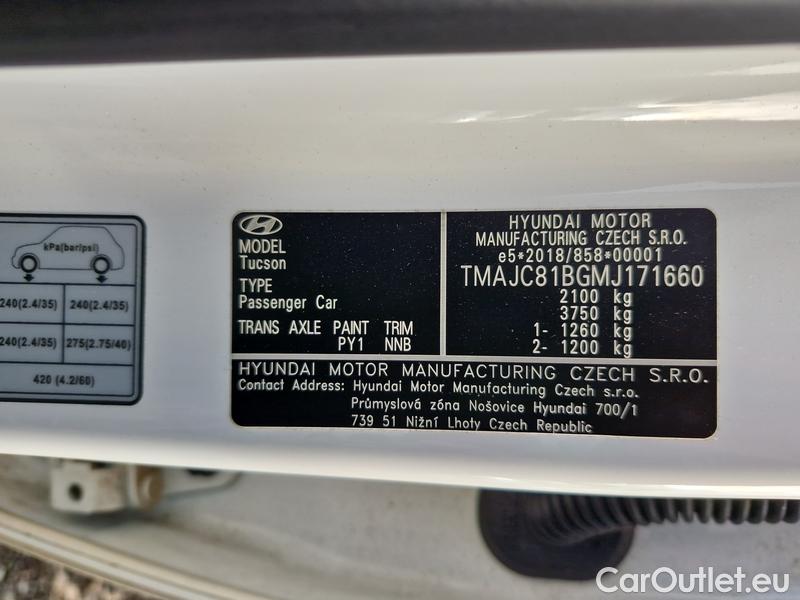 kPa(bar/psi)
240(2.4/35) 240(2.4/35)
240(2.4/35) 275(2.75/40)
420 (4.2/60)
MODEL
Tucson
TYPE
Passenger Car
TRANS AXLE PAINT TRIM
PY1 NNB
HYUNDAI MOTOR
MANUFACTURING CZECH S.R.O.
e5*2018/858*00001
TMAJC81BGMJ171660
2100 kg
3750 kg
1- 1260 kg
2- 1200 kg
HYUNDAI MOTOR MANUFACTURING CZECH S.R.O.
Contact Address: Hyundai Motor Manufacturing Czech s.r.o.
Průmyslová zóna Nošovice Hyundai 700/1
739 51 Nižní Lhoty Czech Republic
CarOutlet.eu